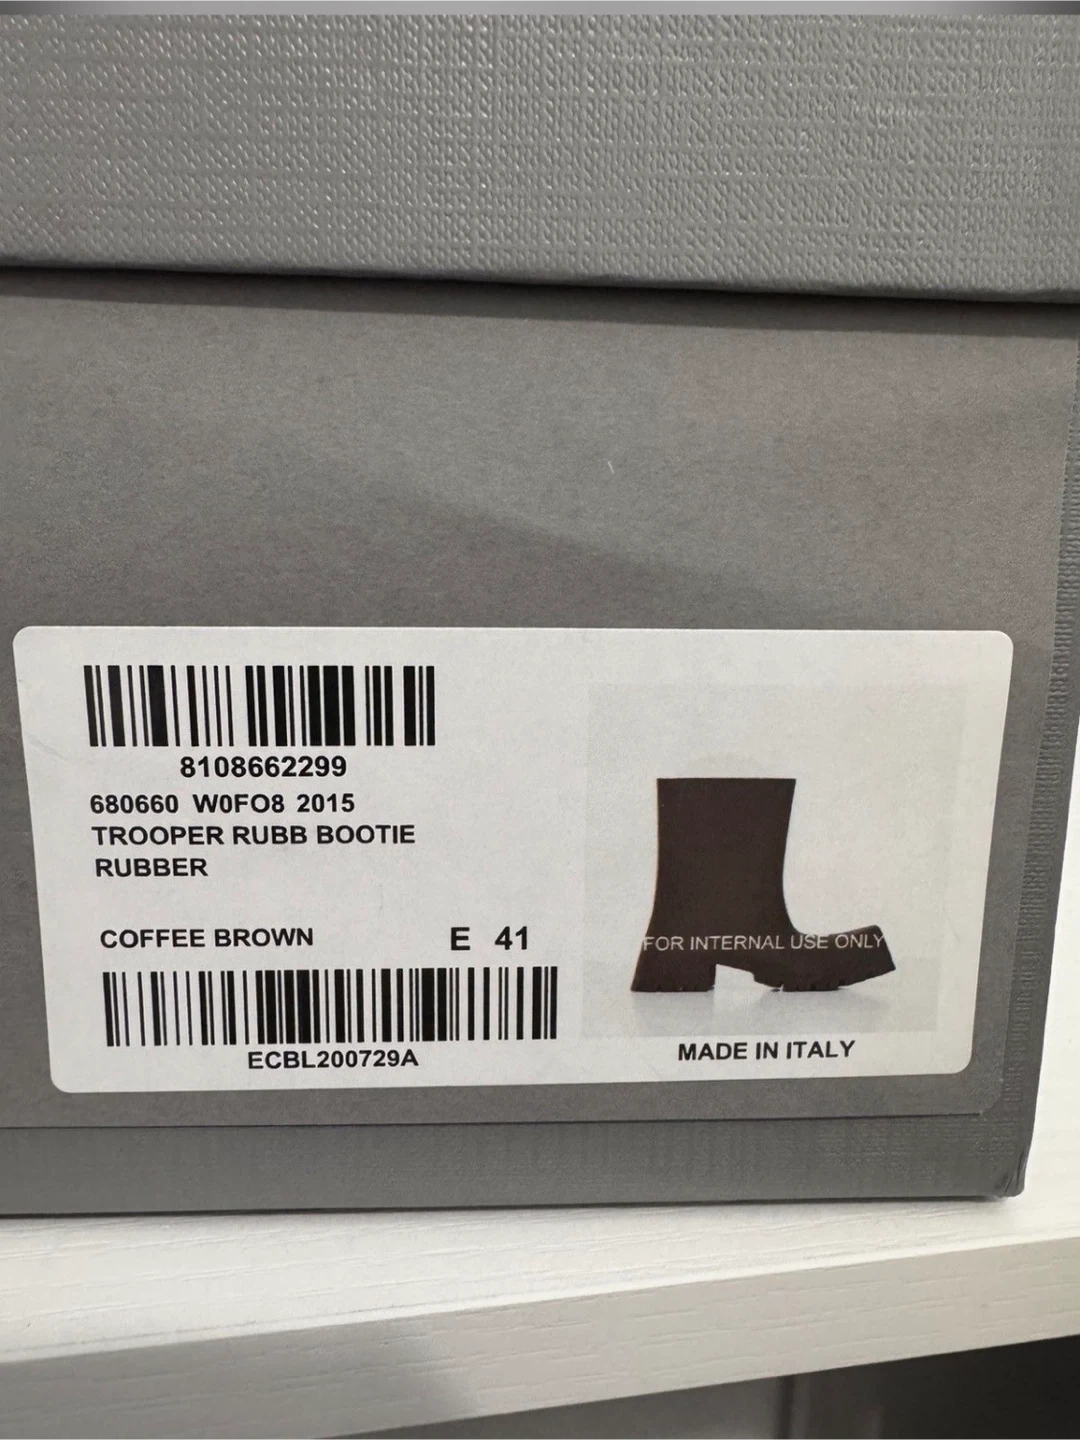 8108662299
680660 W0FO8 2015
TROOPER RUBB BOOTIE
RUBBER
COFFEE BROWN E 41
ECBL200729A
FOR INTERNAL USE ONLY
MADE IN ITALY